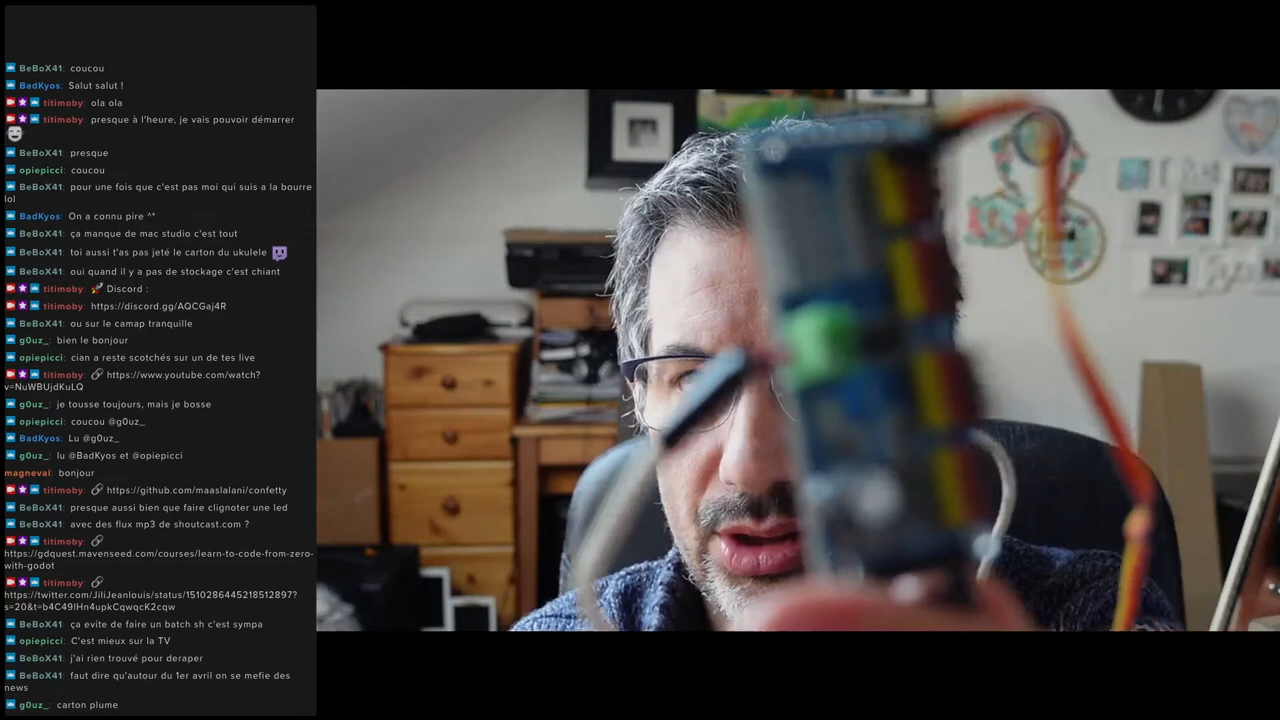 BeBoX41: coucou
BadKyos: Salut salut !
titimoby: ola ola
titimoby: presque à l'heure, je vais pouvoir démarrer
BeBoX41: presque
opiepicci: coucou
BeBoX41: pour une fois que c'est pas moi qui suis a la bourre
lol
BadKyos: On a connu pire ^*
BeBoX41: ça manque de mac studio c'est tout
BeBoX41: toi aussi t'as pas jeté le carton du ukulele
BeBoX41: oui quand il y a pas de stockage c'est chiant
titimoby: Discord :
titimoby: https://discord.gg/AQCGaj4R
BeBoX41: ou sur le camap tranquille
g0uz_: bien le bonjour
opiepicci: cian a reste scotchés sur un de tes live
titimoby: https://www.youtube.com/watch?
v=NuWBUjdKuLQ
g0uz_: je tousse toujours, mais je bosse
opiepicci: coucou @g0uz_
BadKyos: Lu @g0uz_
g0uz_: lu @BadKyos et @opiepicci
magneval: bonjour
titimoby: https://github.com/maaslalani/confetty
BeBoX41: presque aussi bien que faire clignoter une led
BeBoX41: avec des flux mp3 de shoutcast.com ?
titimoby:
https://gdquest.mavenseed.com/courses/learn-to-code-from-zero-
with-godot
titimoby:
https://twitter.com/JiliJeanlouis/status/1510286445218512897?
s=20&t=b4C49IHn4upkCqwqcK2cqw
BeBoX41: ça evite de faire un batch sh c'est sympa
opiepicci: C'est mieux sur la TV
BeBoX41: j'ai rien trouvé pour deraper
BeBoX41: faut dire qu'autour du 1er avril on se mefie des
news
g0uz_: carton plume